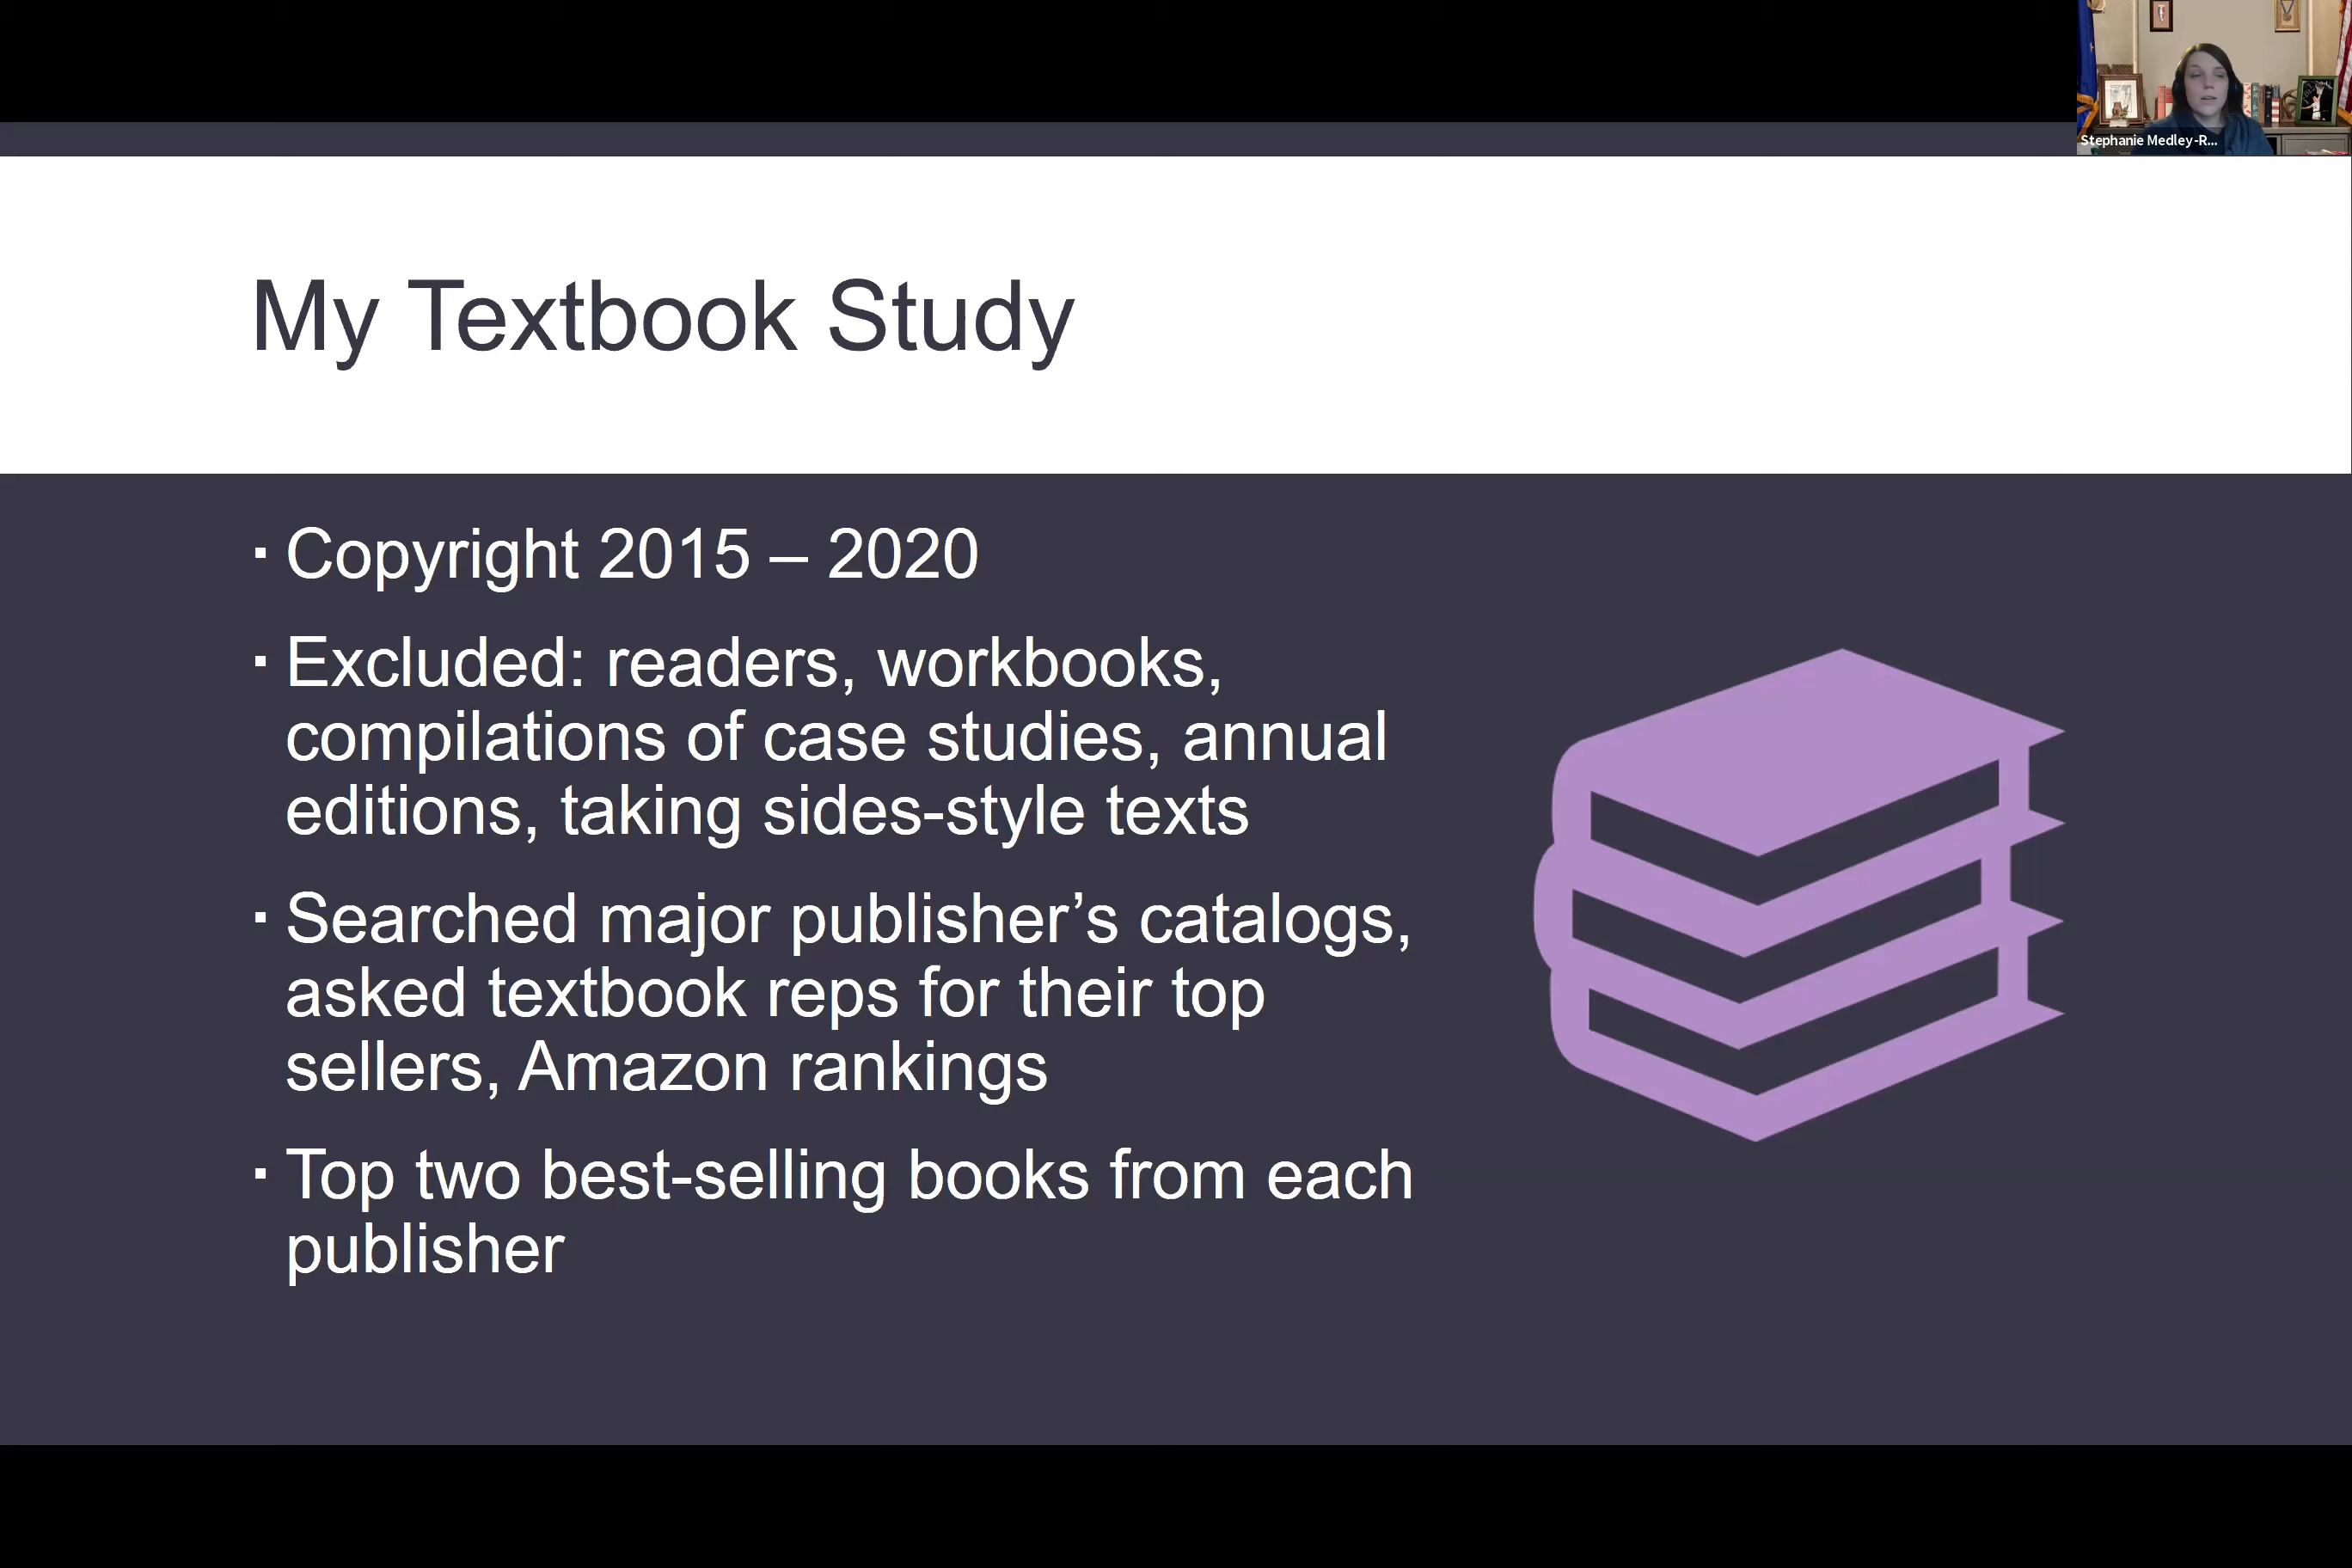 Stephanie Medley-R...
My Textbook Study
▪ Copyright 2015 – 2020
▪ Excluded: readers, workbooks,
compilations of case studies, annual
editions, taking sides-style texts
▪ Searched major publisher’s catalogs,
asked textbook reps for their top
sellers, Amazon rankings
▪ Top two best-selling books from each
publisher